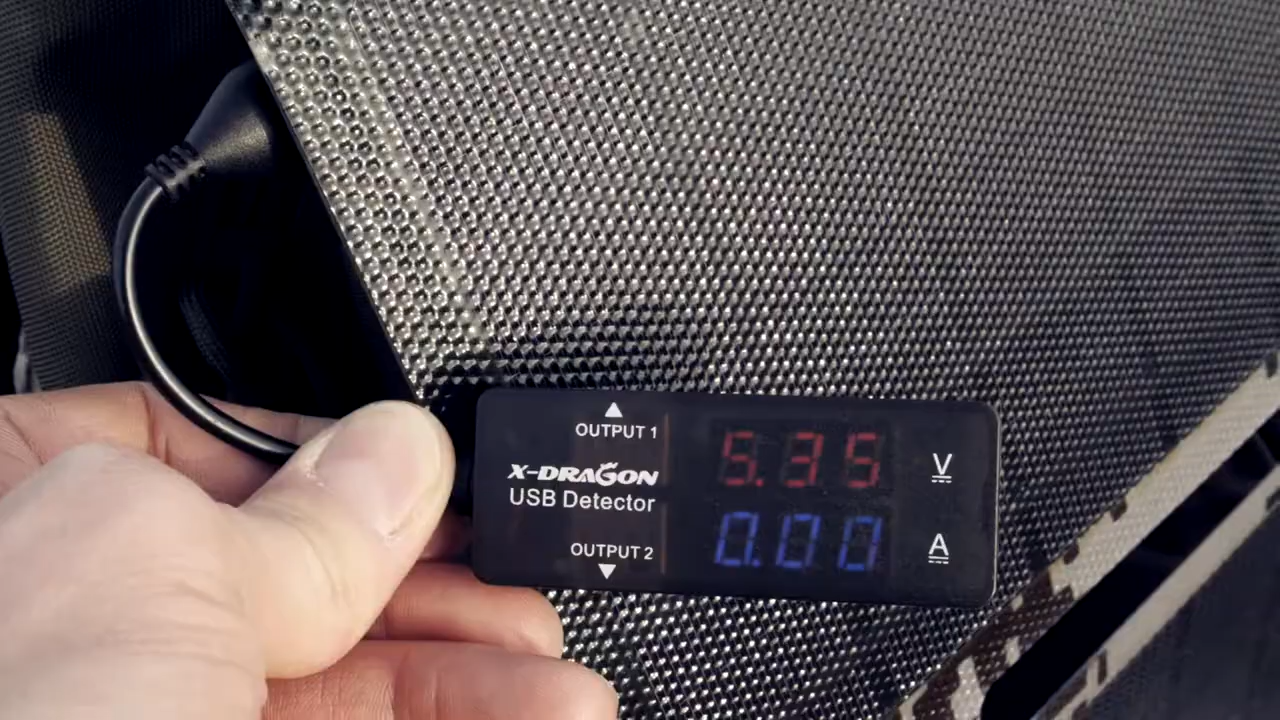 OUTPUT 1
X-DRAGON
USB Detector
OUTPUT 2
5.35 V
0.00 A